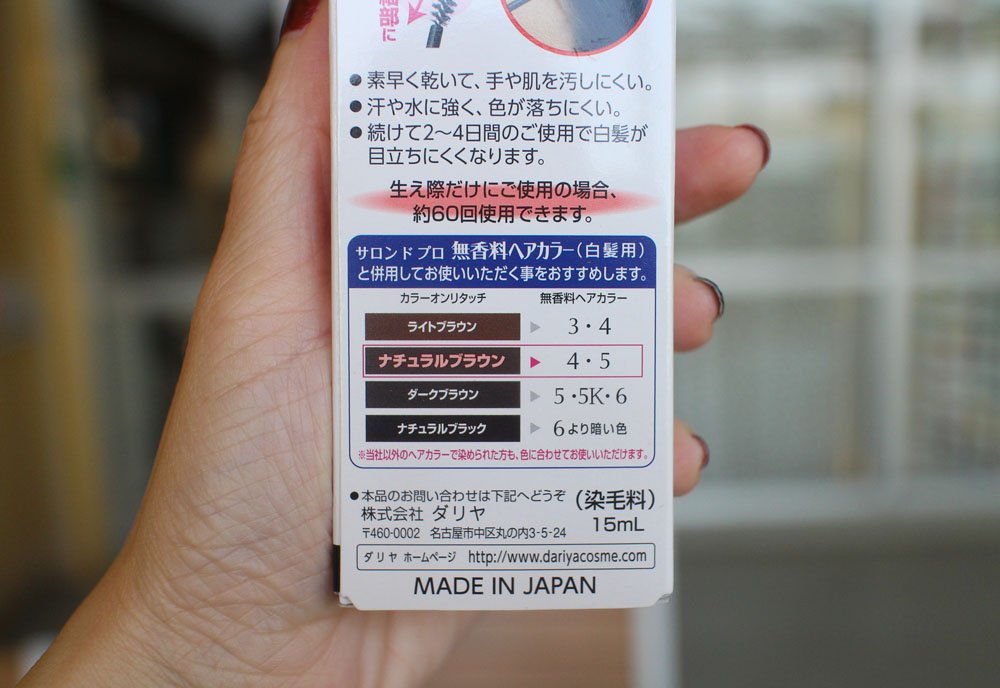 ●素早く乾いて、手や肌を汚しにくい。
●汗や水に強く、色が落ちにくい。
●続けて2〜4日間のご使用で白髪が
目立ちにくくなります。
生え際だけにご使用の場合、
約60回使用できます。
サロンド プロ 無香料ヘアカラー(白髪用)
と併用してお使いいただく事をおすすめします。
カラーオンリタッチ 無香料ヘアカラー
ライトブラウン ▶ 3・4
ナチュラルブラウン ▶ 4・5
ダークブラウン ▶ 5・5K・6
ナチュラルブラック ▶ 6より暗い色
※当社以外のヘアカラーで染められた方も、色に合わせてお使いいただけます。
●本品のお問い合わせは下記へどうぞ (染毛料)
株式会社 ダリヤ 15mL
〒460-0002 名古屋市中区丸の内3-5-24
ダリヤ ホームページ http://www.dariyacosme.com
MADE IN JAPAN